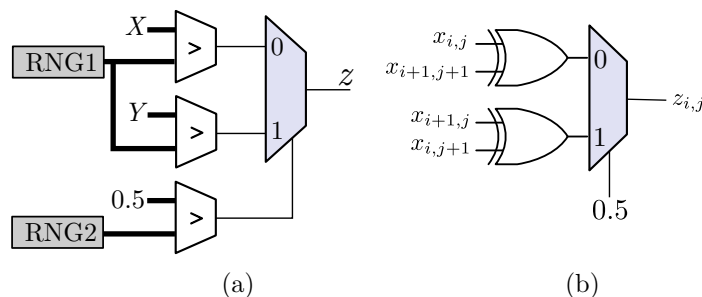 X
RNG1
>
0
z
Y
>
1
0.5
>
RNG2
(a)
x_{i,j}
x_{i+1,j+1}
0
z_{i,j}
x_{i+1,j}
x_{i,j+1}
1
0.5
(b)